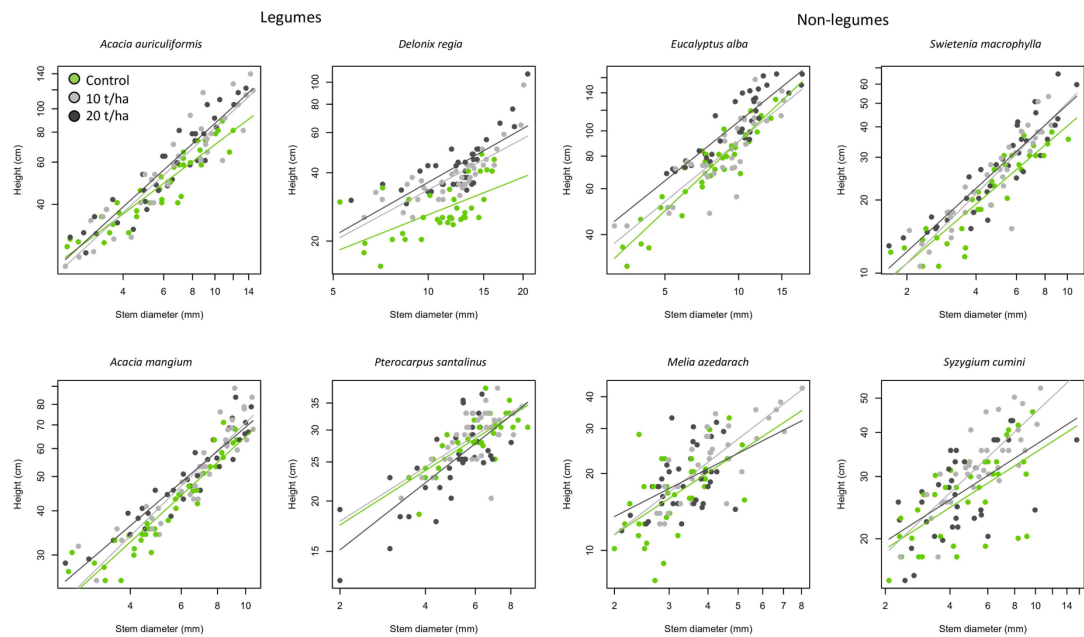 Legumes
Non-legumes
Acacia auriculiformis
Delonix regia
Eucalyptus alba
Swietenia macrophylla
Control
10 t/ha
20 t/ha
Height (cm)
140
100
80
60
40
4
6
8
10
12
14
Stem diameter (mm)
Height (cm)
100
60
40
20
5
10
15
20
Stem diameter (mm)
Height (cm)
140
100
80
60
40
5
10
15
Stem diameter (mm)
Height (cm)
50
40
30
20
10
2
4
6
8
10
Stem diameter (mm)
Acacia mangium
Pterocarpus santalinus
Melia azedarach
Syzygium cumini
Height (cm)
80
70
60
50
40
30
4
6
8
10
Stem diameter (mm)
Height (cm)
35
30
25
20
15
2
4
6
8
Stem diameter (mm)
Height (cm)
40
30
20
10
2
3
4
5
6
7
8
Stem diameter (mm)
Height (cm)
50
40
30
20
2
4
6
8
10
14
Stem diameter (mm)